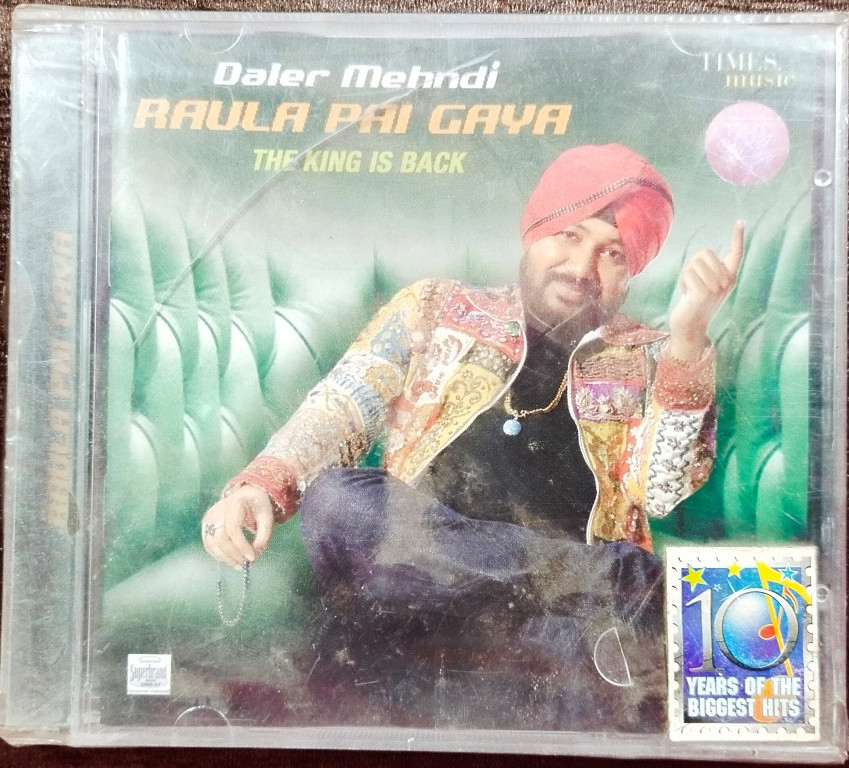 Daler Mehndi
RAULA PAI GAYA
THE KING IS BACK
TIMES
music
RAULA PAI GAYA
Superbrand
10
YEARS OF THE
BIGGEST HITS